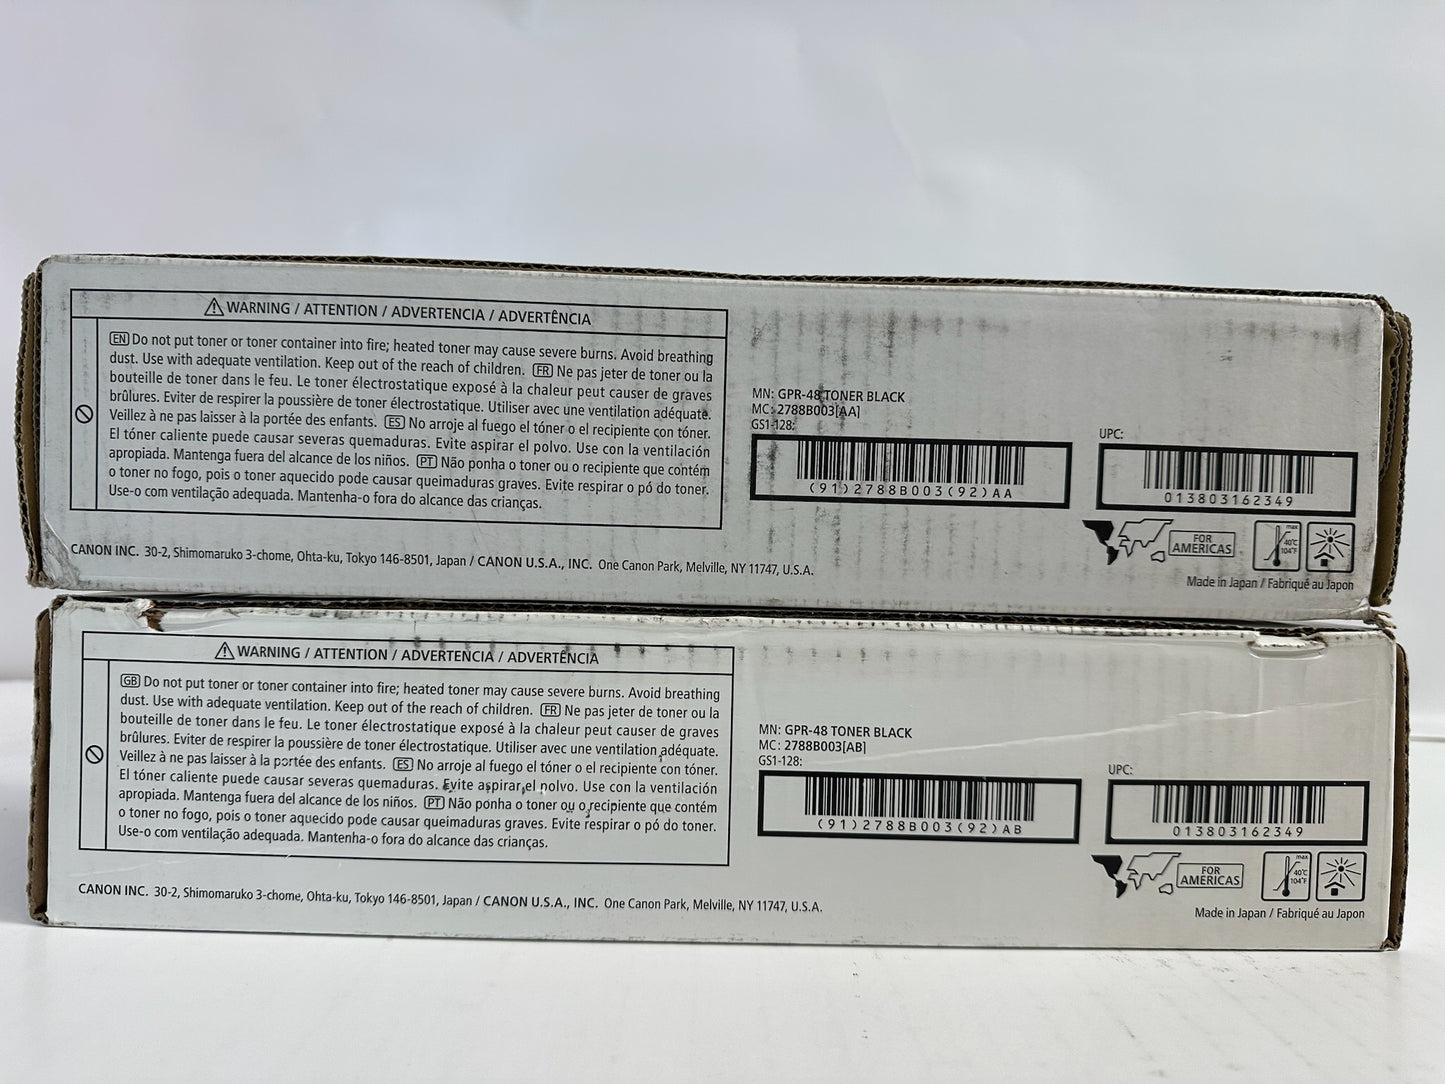 WARNING / ATTENTION / ADVERTENCIA / ADVERTÊNCIA
EN Do not put toner or toner container into fire; heated toner may cause severe burns. Avoid breathing
dust. Use with adequate ventilation. Keep out of the reach of children. FR Ne pas jeter de toner ou la
bouteille de toner dans le feu. Le toner électrostatique exposé à la chaleur peut causer de graves
brûlures. Eviter de respirer la poussière de toner électrostatique. Utiliser avec une ventilation adéquate.
Veillez à ne pas laisser à la portée des enfants. ES No arroje al fuego el tóner o el recipiente con tóner.
El tóner caliente puede causar severas quemaduras. Evite aspirar el polvo. Use con la ventilación
apropiada. Mantenga fuera del alcance de los niños. PT Não ponha o toner ou o recipiente que contém
o toner no fogo, pois o toner aquecido pode causar queimaduras graves. Evite respirar o pó do toner.
Use-o com ventilação adequada. Mantenha-o fora do alcance das crianças.
CANON INC. 30-2, Shimomaruko 3-chome, Ohta-ku, Tokyo 146-8501, Japan / CANON U.S.A., INC. One Canon Park, Melville, NY 11747, U.S.A.
MN: GPR-48 TONER BLACK
MC: 2788B003[AA]
GS1-128:
(91)2788B003(92)AA
UPC:
013803162349
FOR
AMERICAS
max
40°C
104°F
Made in Japan / Fabriqué au Japon
WARNING / ATTENTION / ADVERTENCIA / ADVERTÊNCIA
GB Do not put toner or toner container into fire; heated toner may cause severe burns. Avoid breathing
dust. Use with adequate ventilation. Keep out of the reach of children. FR Ne pas jeter de toner ou la
bouteille de toner dans le feu. Le toner électrostatique exposé à la chaleur peut causer de graves
brûlures. Eviter de respirer la poussière de toner électrostatique. Utiliser avec une ventilation adéquate.
Veillez à ne pas laisser à la portée des enfants. ES No arroje al fuego el tóner o el recipiente con tóner.
El tóner caliente puede causar severas quemaduras. Evite aspirar el polvo. Use con la ventilación
apropiada. Mantenga fuera del alcance de los niños. PT Não ponha o toner ou o recipiente que contém
o toner no fogo, pois o toner aquecido pode causar queimaduras graves. Evite respirar o pó do toner.
Use-o com ventilação adequada. Mantenha-o fora do alcance das crianças.
CANON INC. 30-2, Shimomaruko 3-chome, Ohta-ku, Tokyo 146-8501, Japan / CANON U.S.A., INC. One Canon Park, Melville, NY 11747, U.S.A.
MN: GPR-48 TONER BLACK
MC: 2788B003[AB]
GS1-128:
(91)2788B003(92)AB
UPC:
013803162349
FOR
AMERICAS
max
40°C
104°F
Made in Japan / Fabriqué au Japon